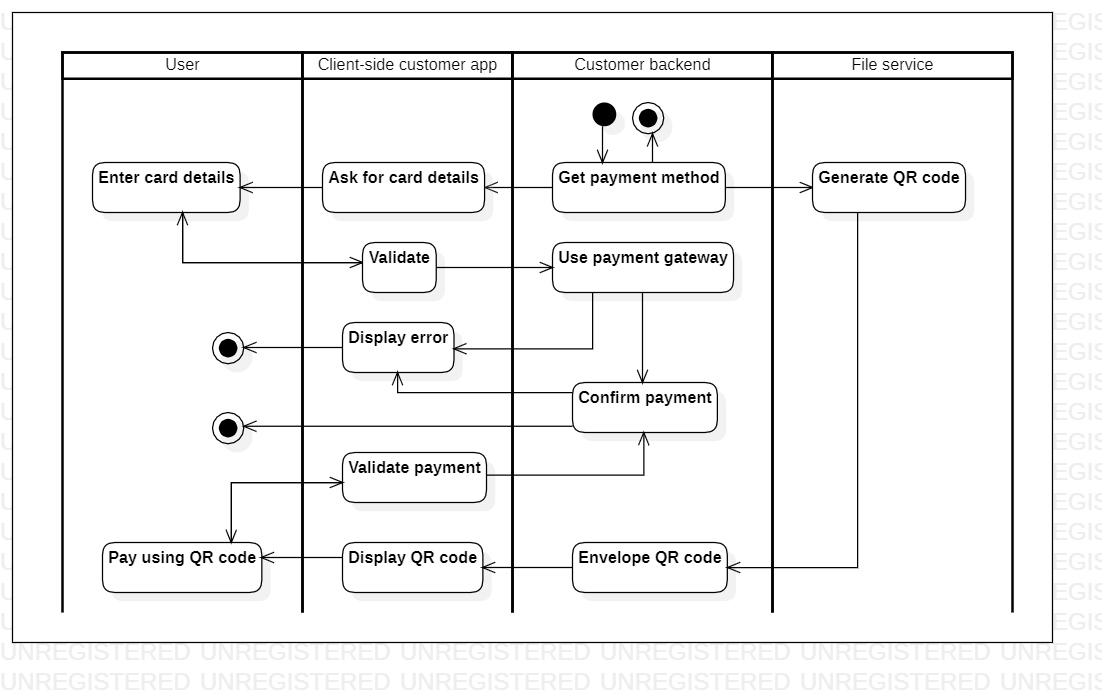 User
Client-side customer app
Customer backend
File service
Enter card details
Ask for card details
Get payment method
Generate QR code
Validate
Use payment gateway
Display error
Confirm payment
Validate payment
Pay using QR code
Display QR code
Envelope QR code
UNREGISTERED UNREGISTERED UNREGISTERED UNREGISTERED UNREGISTERED UNREGISTERED
UNREGISTERED UNREGISTERED UNREGISTERED UNREGISTERED UNREGISTERED UNREGISTERED